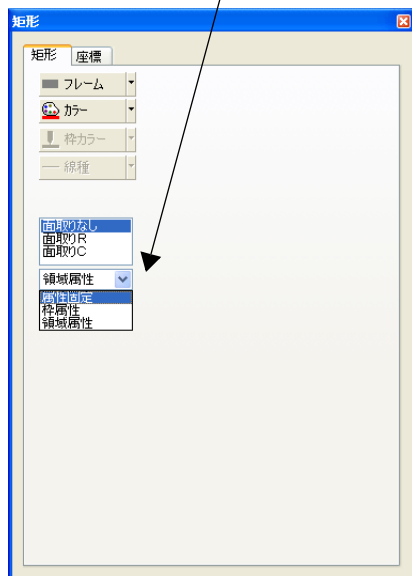 矩形
矩形 座標
フレーム
カラー
枠カラー
線種
面取りなし
面取りR
面取りC
領域属性
属性固定
枠属性
領域属性